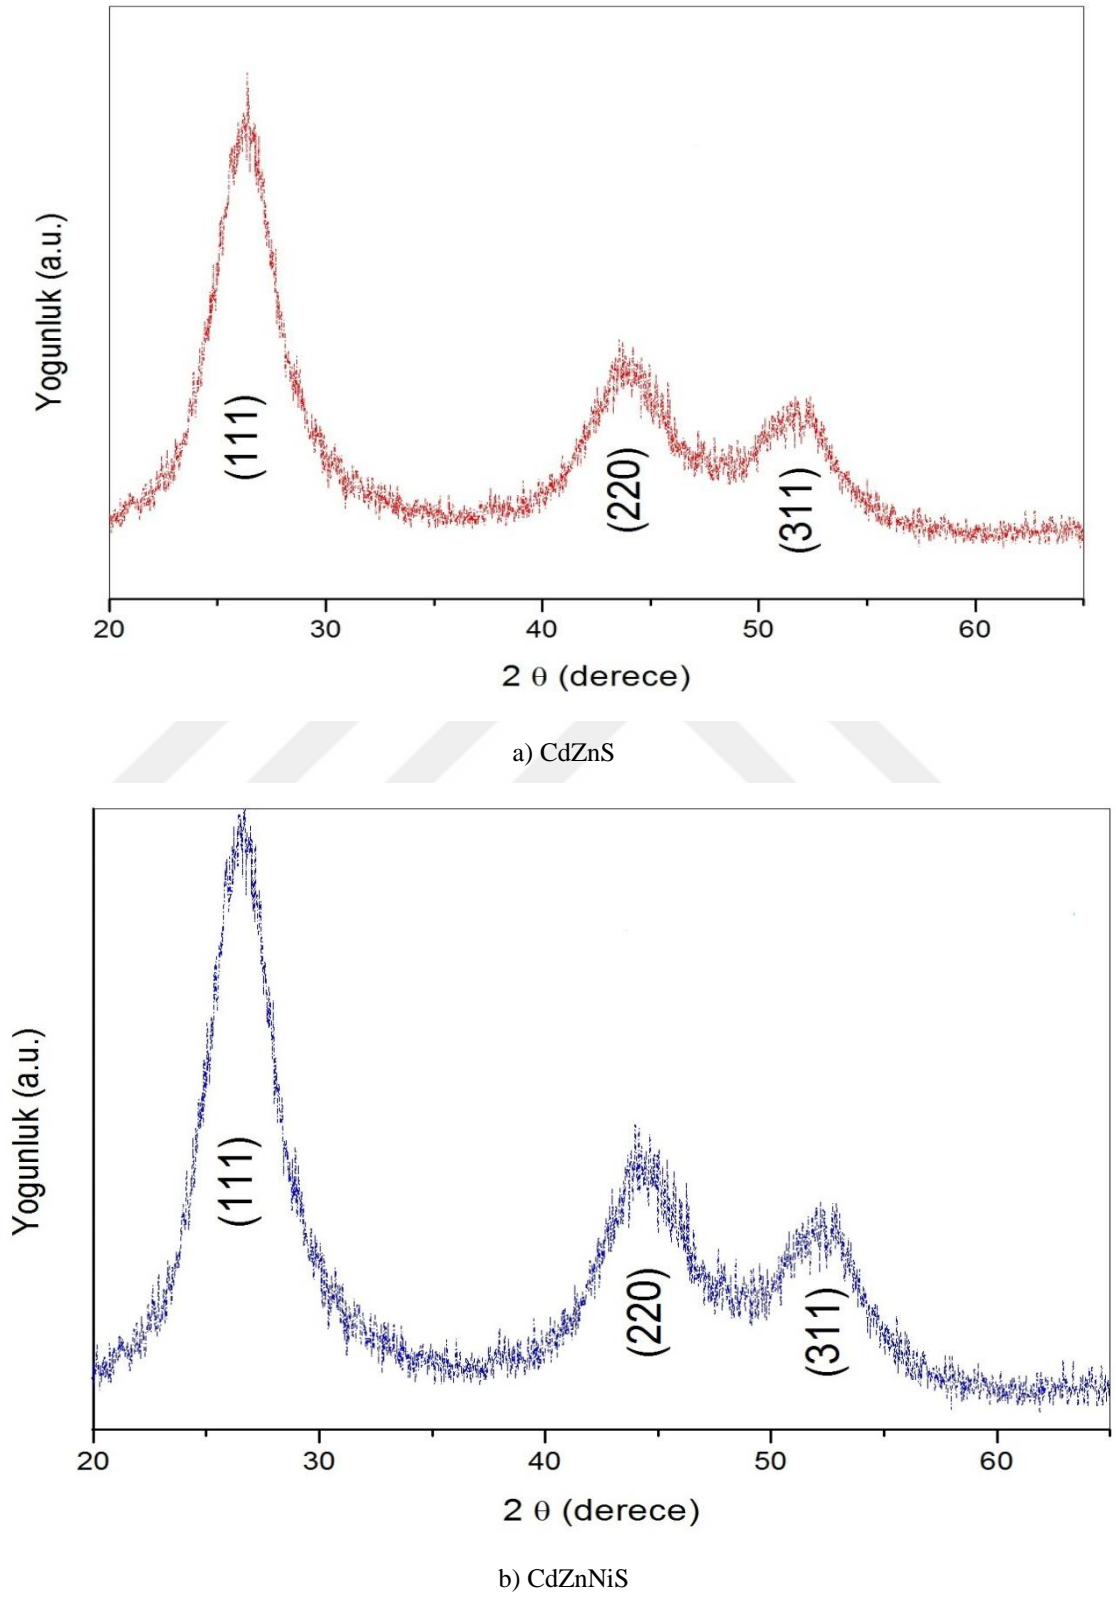 Yogunluk (a.u.)
(111)
(220)
(311)
20 30 40 50 60
2 θ (derece)
a) CdZnS
Yogunluk (a.u.)
(111)
(220)
(311)
20 30 40 50 60
2 θ (derece)
b) CdZnNiS